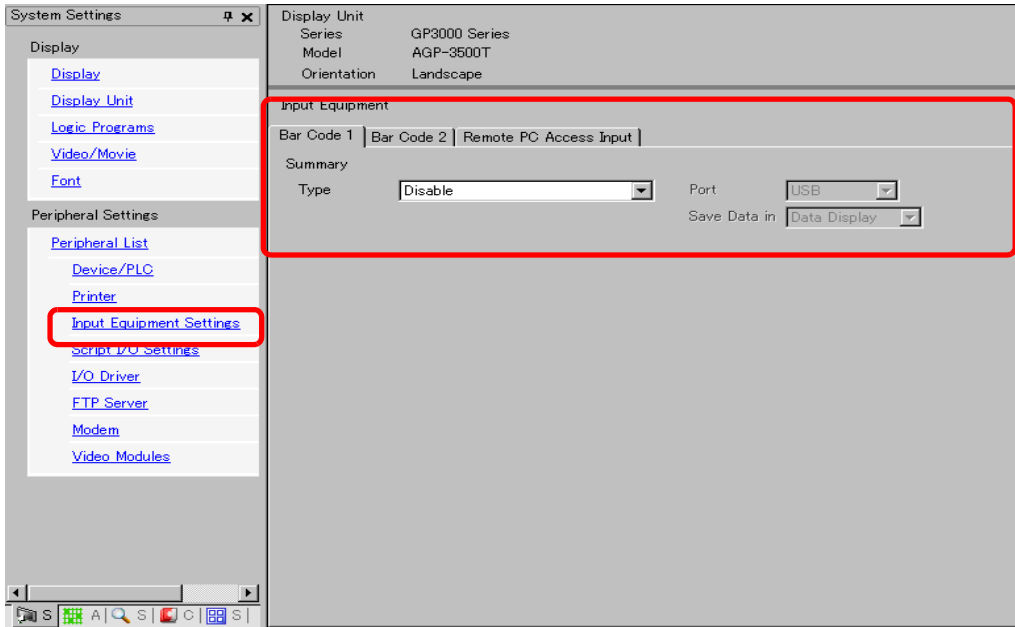 System Settings
Display
Display
Display Unit
Logic Programs
Video/Movie
Font
Peripheral Settings
Peripheral List
Device/PLC
Printer
Input Equipment Settings
Script I/O Settings
I/O Driver
FTP Server
Modem
Video Modules
S A S C S
Display Unit
Series GP3000 Series
Model AGP-3500T
Orientation Landscape
Input Equipment
Bar Code 1 Bar Code 2 Remote PC Access Input
Summary
Type Disable Port USB
Save Data in Data Display